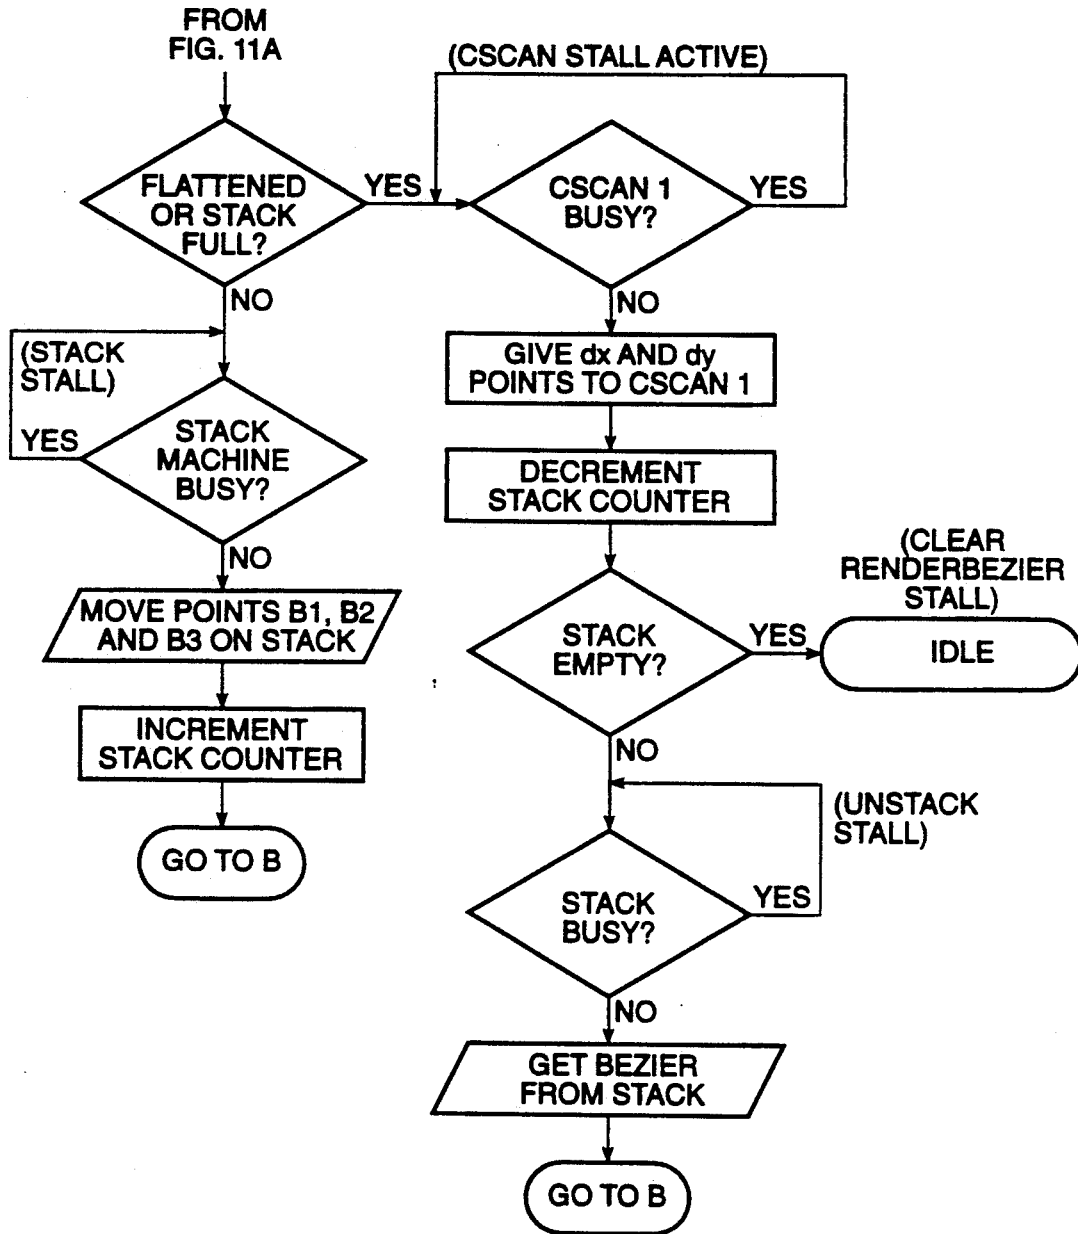 FROM
FIG. 11A
(CSCAN STALL ACTIVE)
FLATTENED
OR STACK
FULL?
YES
CSCAN 1
BUSY?
YES
NO
NO
(STACK
STALL)
GIVE dx AND dy
POINTS TO CSCAN 1
YES
STACK
MACHINE
BUSY?
DECREMENT
STACK COUNTER
NO
(CLEAR
RENDERBEZIER
STALL)
MOVE POINTS B1, B2
AND B3 ON STACK
STACK
EMPTY?
YES
IDLE
INCREMENT
STACK COUNTER
NO
(UNSTACK
STALL)
GO TO B
STACK
BUSY?
YES
NO
GET BEZIER
FROM STACK
GO TO B